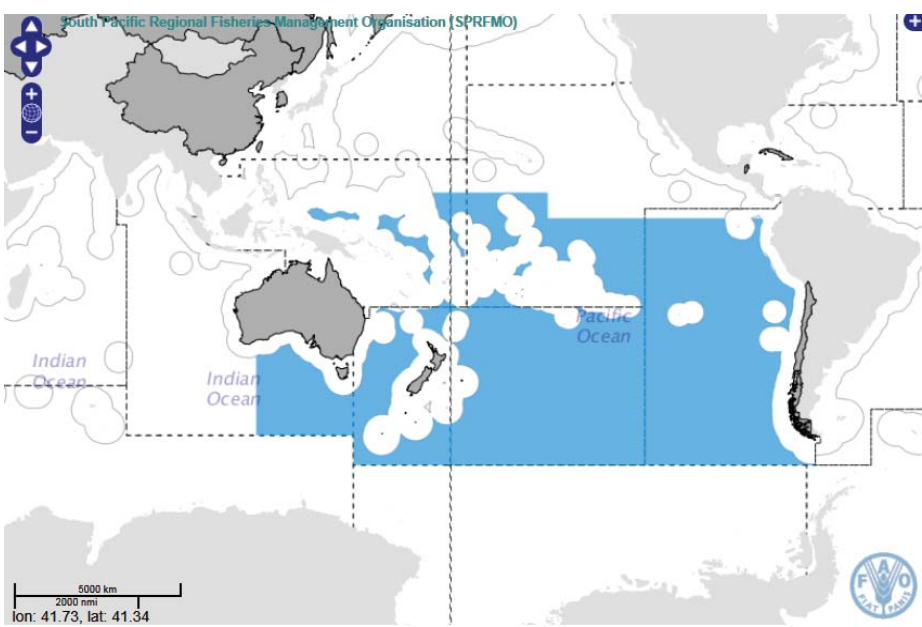 South Pacific Regional Fisheries Management Organisation (SPRFMO)
+
Pacific
Ocean
Indian
Ocean
Indian
Ocean
5000 km
2000 nmi
lon: 41.73, lat: 41.34
FAO
FIAT PANIS